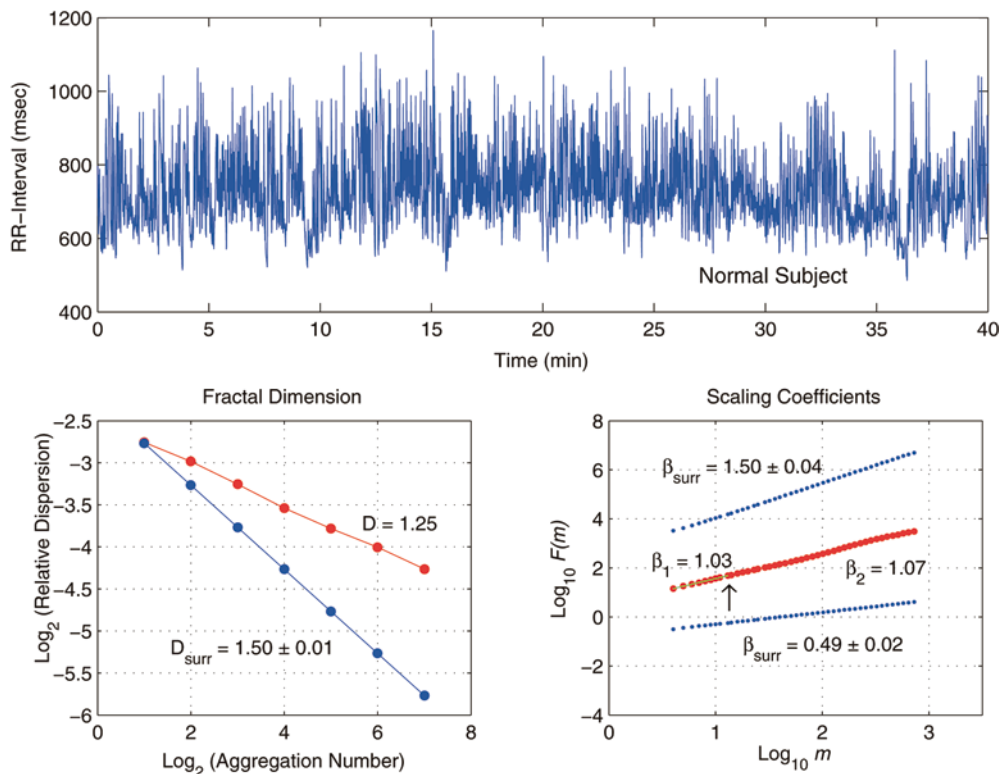 1200
1000
800
600
400
RR–Interval (msec)
Normal Subject
0 5 10 15 20 25 30 35 40
Time (min)
Fractal Dimension
−2.5
−3
−3.5
−4
−4.5
−5
−5.5
−6
Log2 (Relative Dispersion)
D = 1.25
Dsurr = 1.50 ± 0.01
0 2 4 6 8
Log2 (Aggregation Number)
Scaling Coefficients
8
6
4
2
0
−2
−4
Log10 F(m)
βsurr = 1.50 ± 0.04
β1 = 1.03
β2 = 1.07
βsurr = 0.49 ± 0.02
0 1 2 3
Log10 m